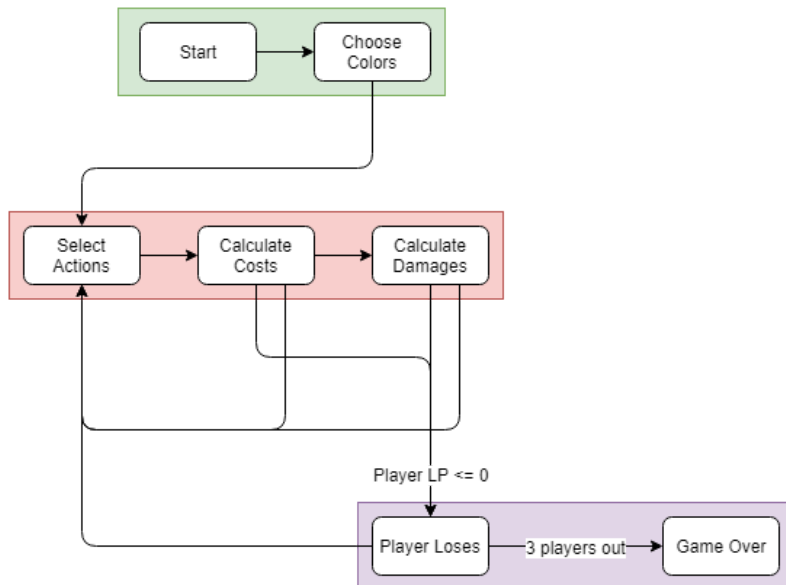 Start
Choose
Colors
Select
Actions
Calculate
Costs
Calculate
Damages
Player LP <= 0
Player Loses
3 players out
Game Over